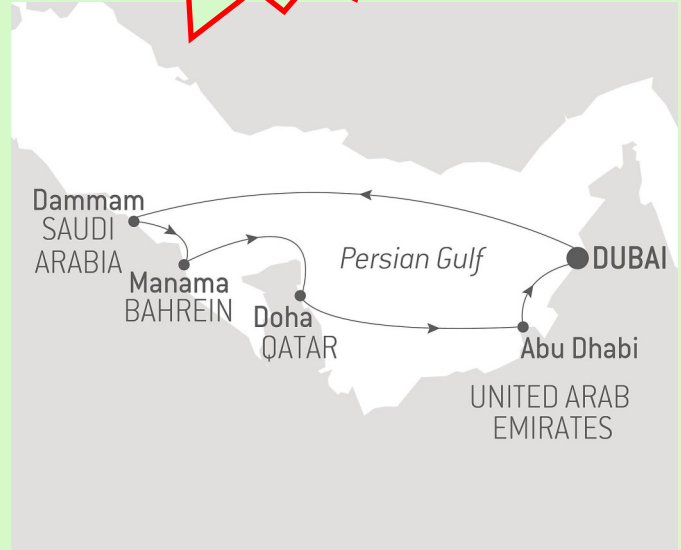 Dammam
SAUDI
ARABIA
Manama
BAHREIN
Doha
QATAR
Persian Gulf
DUBAI
Abu Dhabi
UNITED ARAB
EMIRATES